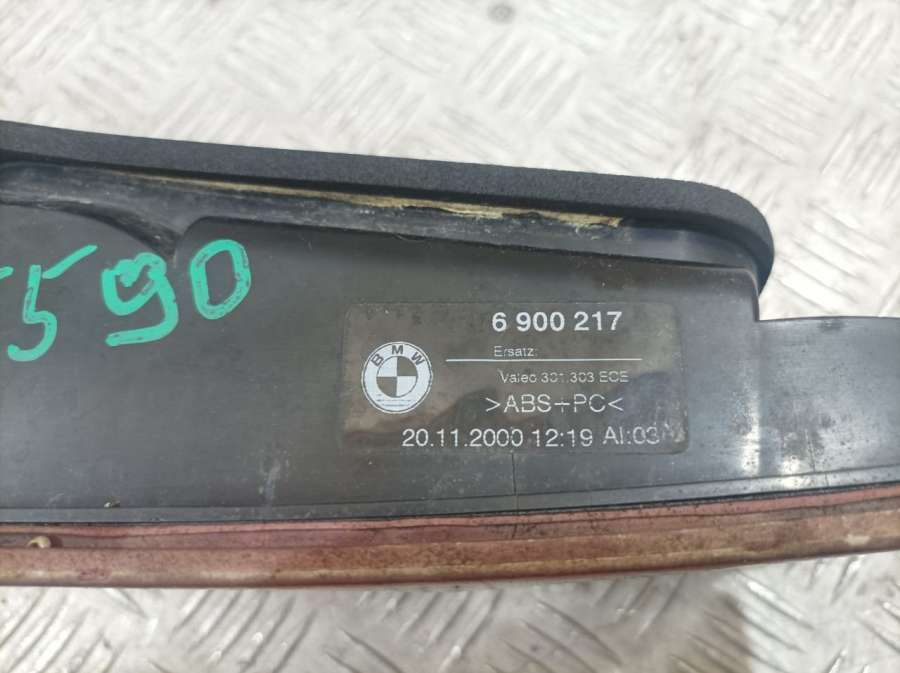 590
BMW
6 900 217
Ersatz:
Valeo 301.303 ECE
>ABS+PC<
20.11.2000 12:19 AI:03